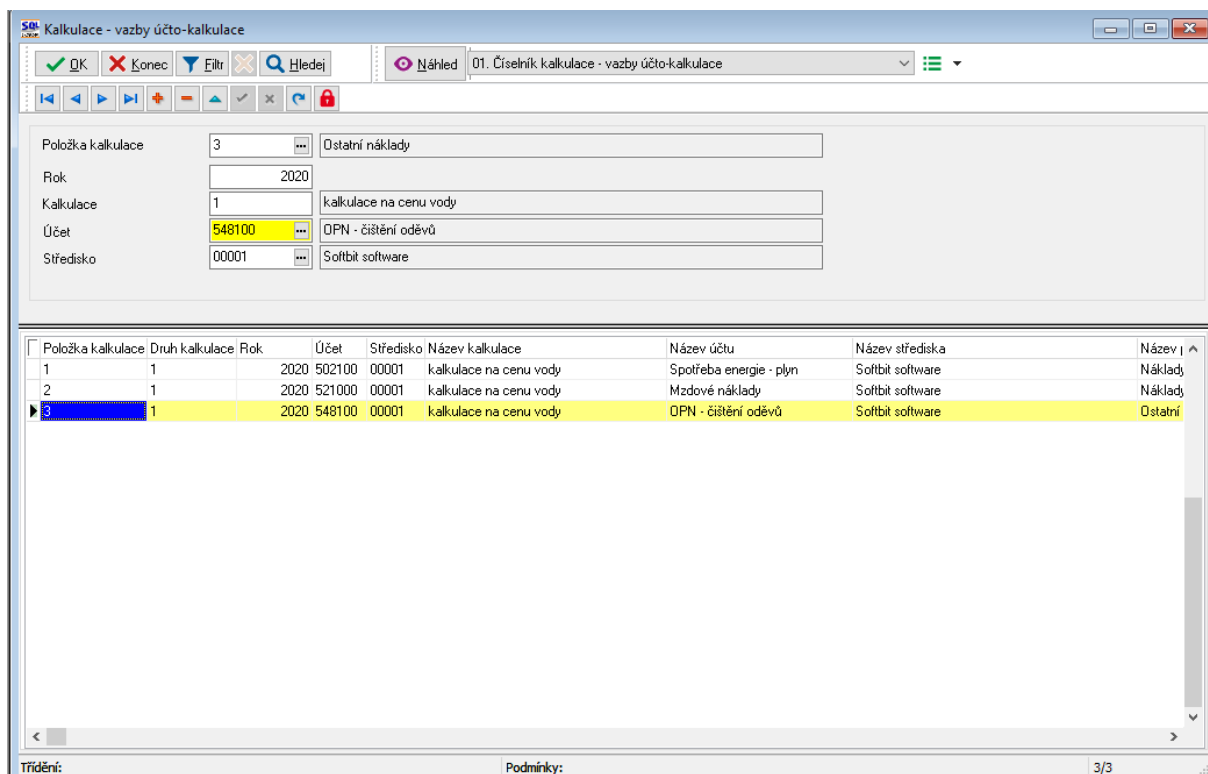 SQL Kalkulace - vazby účto-kalkulace
OK Konec Filtr Hledej Náhled 01. Číselník kalkulace - vazby účto-kalkulace
Položka kalkulace 3 ... Ostatní náklady
Rok 2020
Kalkulace 1 kalkulace na cenu vody
Účet 548100 ... OPN - čištění oděvů
Středisko 00001 ... Softbit software
Položka kalkulace Druh kalkulace Rok Účet Středisko Název kalkulace Název účtu Název střediska Název
1 1 2020 502100 00001 kalkulace na cenu vody Spotřeba energie - plyn Softbit software Náklady
2 1 2020 521000 00001 kalkulace na cenu vody Mzdové náklady Softbit software Náklady
3 1 2020 548100 00001 kalkulace na cenu vody OPN - čištění oděvů Softbit software Ostatní
Třídění: Podmínky: 3/3